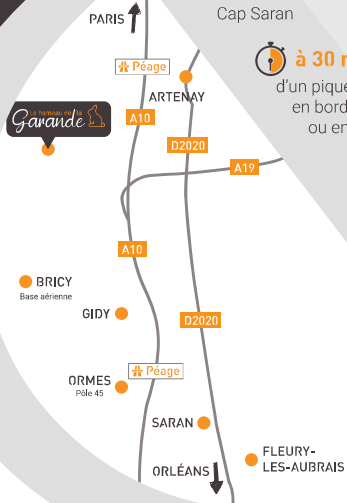 Cap Saran
à 30 m
d'un pique
en bord
ou en
PARIS
Péage
ARTENAY
Le hameau de la
Garande
A10
D2020
A19
A10
BRICY
Base aérienne
GIDY
D2020
Péage
ORMES
Pôle 45
SARAN
FLEURY-
LES-AUBRAIS
ORLÉANS